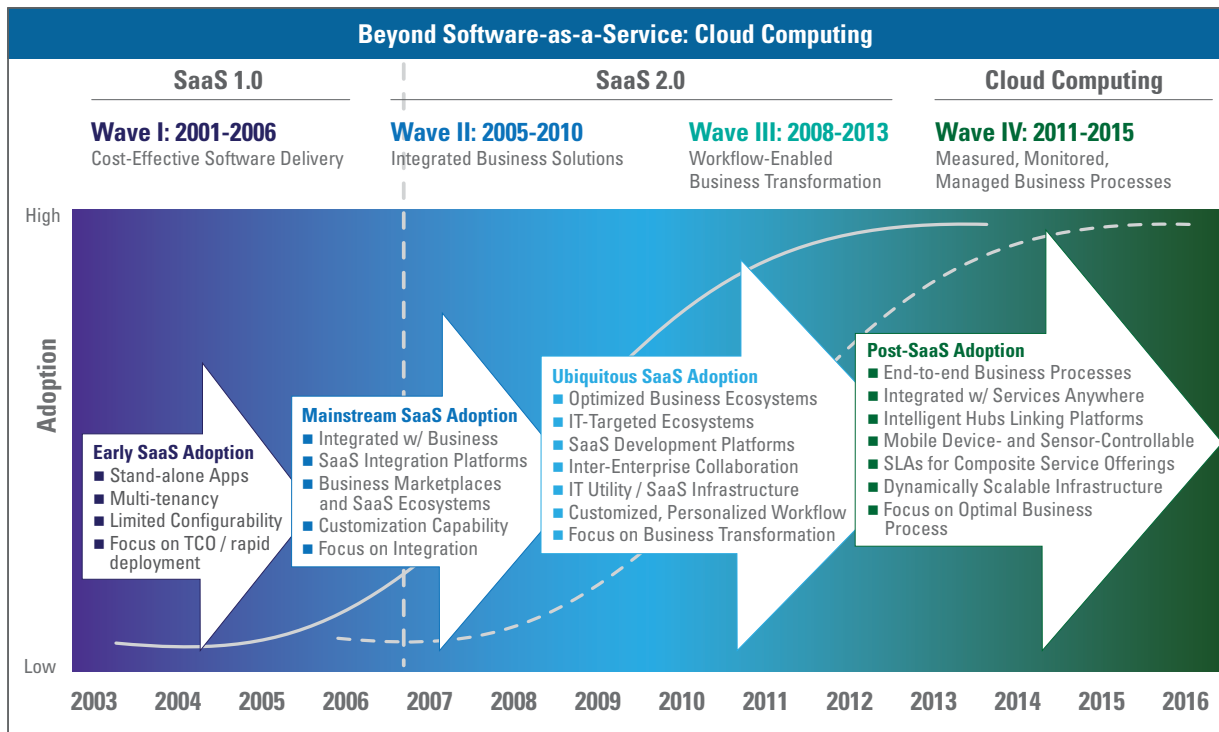 Beyond Software-as-a-Service: Cloud Computing
SaaS 1.0
SaaS 2.0
Cloud Computing
Wave I: 2001-2006
Cost-Effective Software Delivery
Wave II: 2005-2010
Integrated Business Solutions
Wave III: 2008-2013
Workflow-Enabled
Business Transformation
Wave IV: 2011-2015
Measured, Monitored,
Managed Business Processes
High
Adoption
Low
Early SaaS Adoption
■ Stand-alone Apps
■ Multi-tenancy
■ Limited Configurability
■ Focus on TCO / rapid
deployment
Mainstream SaaS Adoption
■ Integrated w/ Business
■ SaaS Integration Platforms
■ Business Marketplaces
and SaaS Ecosystems
■ Customization Capability
■ Focus on Integration
Ubiquitous SaaS Adoption
■ Optimized Business Ecosystems
■ IT-Targeted Ecosystems
■ SaaS Development Platforms
■ Inter-Enterprise Collaboration
■ IT Utility / SaaS Infrastructure
■ Customized, Personalized Workflow
■ Focus on Business Transformation
Post-SaaS Adoption
■ End-to-end Business Processes
■ Integrated w/ Services Anywhere
■ Intelligent Hubs Linking Platforms
■ Mobile Device- and Sensor-Controllable
■ SLAs for Composite Service Offerings
■ Dynamically Scalable Infrastructure
■ Focus on Optimal Business
Process
2003 2004 2005 2006 2007 2008 2009 2010 2011 2012 2013 2014 2015 2016